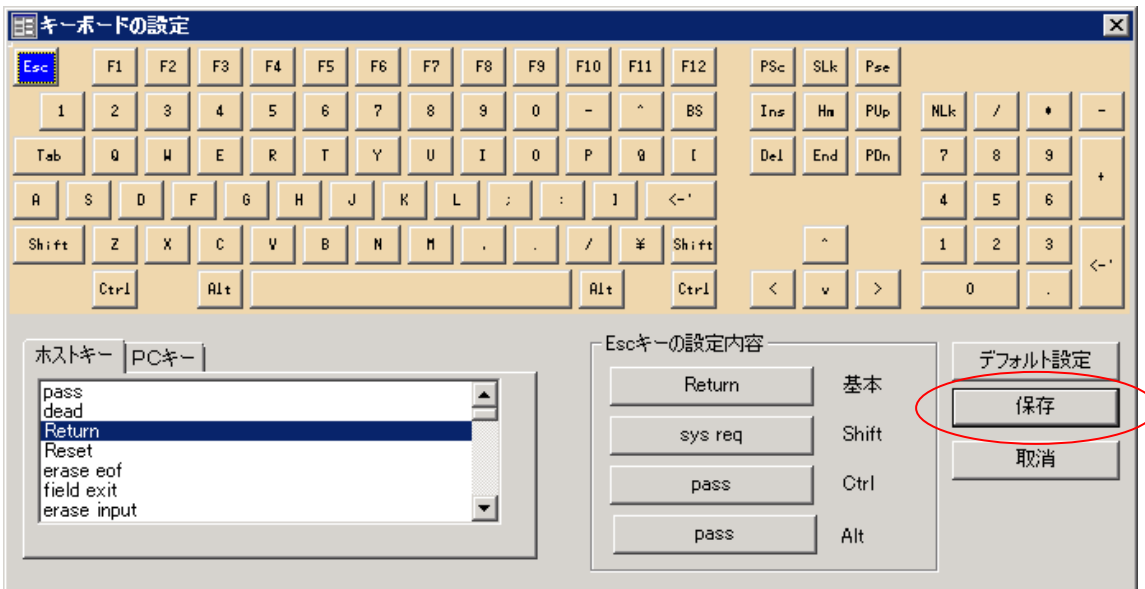 キーボードの設定
Esc F1 F2 F3 F4 F5 F6 F7 F8 F9 F10 F11 F12 PSc SLk Pse
1 2 3 4 5 6 7 8 9 0 - ^ BS Ins Hm PUp NLk / * -
Tab Q W E R T Y U I O P @ [ Del End PDn 7 8 9 +
A S D F G H J K L ; : ] <-' 4 5 6
Shift Z X C V B N M , . / ¥ Shift ^ 1 2 3 <-'
Ctrl Alt Alt Ctrl < v > 0 .
ホストキー PCキー
pass
dead
Return
Reset
erase eof
field exit
erase input
Escキーの設定内容
Return 基本
sys req Shift
pass Ctrl
pass Alt
デフォルト設定
保存
取消